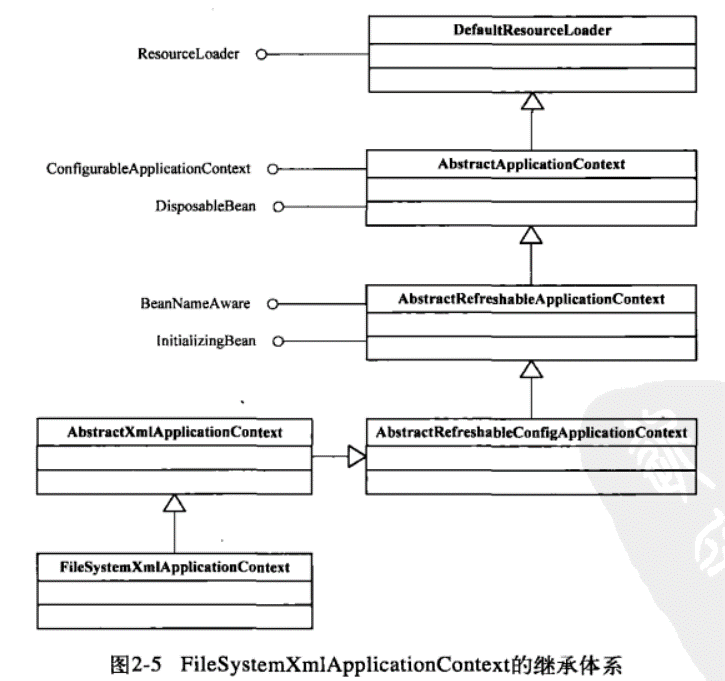 DefaultResourceLoader
ResourceLoader
AbstractApplicationContext
ConfigurableApplicationContext
DisposableBean
AbstractRefreshableApplicationContext
BeanNameAware
InitializingBean
AbstractXmlApplicationContext
AbstractRefreshableConfigApplicationContext
FileSystemXmlApplicationContext
图2-5 FileSystemXmlApplicationContext的继承体系